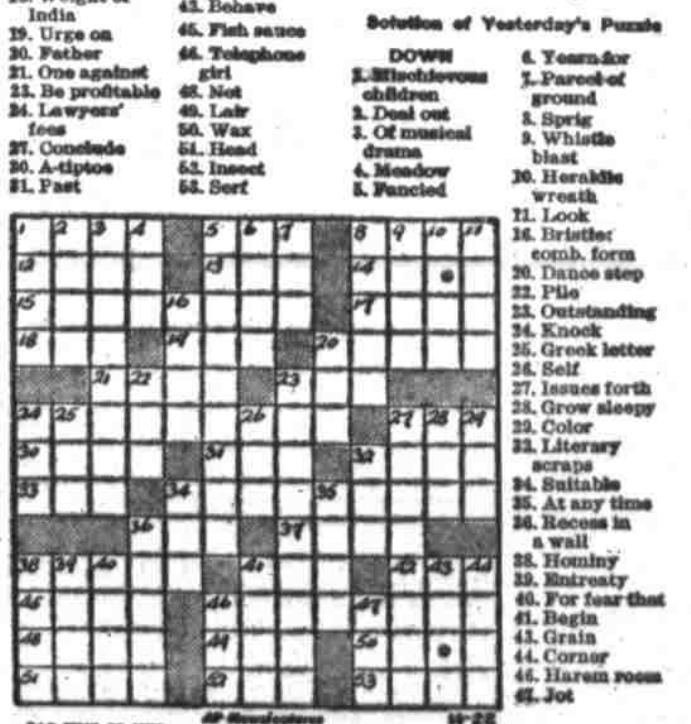 India
19. Urge on
20. Father
21. One against
23. Be profitable
24. Lawyers'
fees
27. Conclude
30. A-tiptoe
31. Past
43. Behave
45. Fish sauce
46. Telephone
girl
48. Net
49. Lair
50. Wax
51. Head
52. Insect
53. Serf
Solution of Yesterday's Puzzle
DOWN
1. Mischievous
children
2. Deal out
3. Of musical
drama
4. Meadow
5. Fancied
6. Yearn for
7. Parcel of
ground
8. Sprig
9. Whistle
blast
10. Heraldic
wreath
11. Look
16. Bristle:
comb. form
20. Dance step
22. Pile
23. Outstanding
24. Knock
25. Greek letter
26. Self
27. Issues forth
28. Grow sleepy
29. Color
32. Literary
scraps
34. Suitable
35. At any time
36. Recess in
a wall
38. Hominy
39. Entreaty
40. For fear that
41. Begin
43. Grain
44. Corner
46. Harem room
47. Jot
1 2 3 4 5 6 7 8 9 10 11
12 13 14
15 16 17
18 19 20
21 22 23
24 25 26 27 28 29
30 31 32
33 34 35
36 37
38 39 40 41 42 43 44
45 46 47
48 49 50
51 52 53
AP Newsfeatures